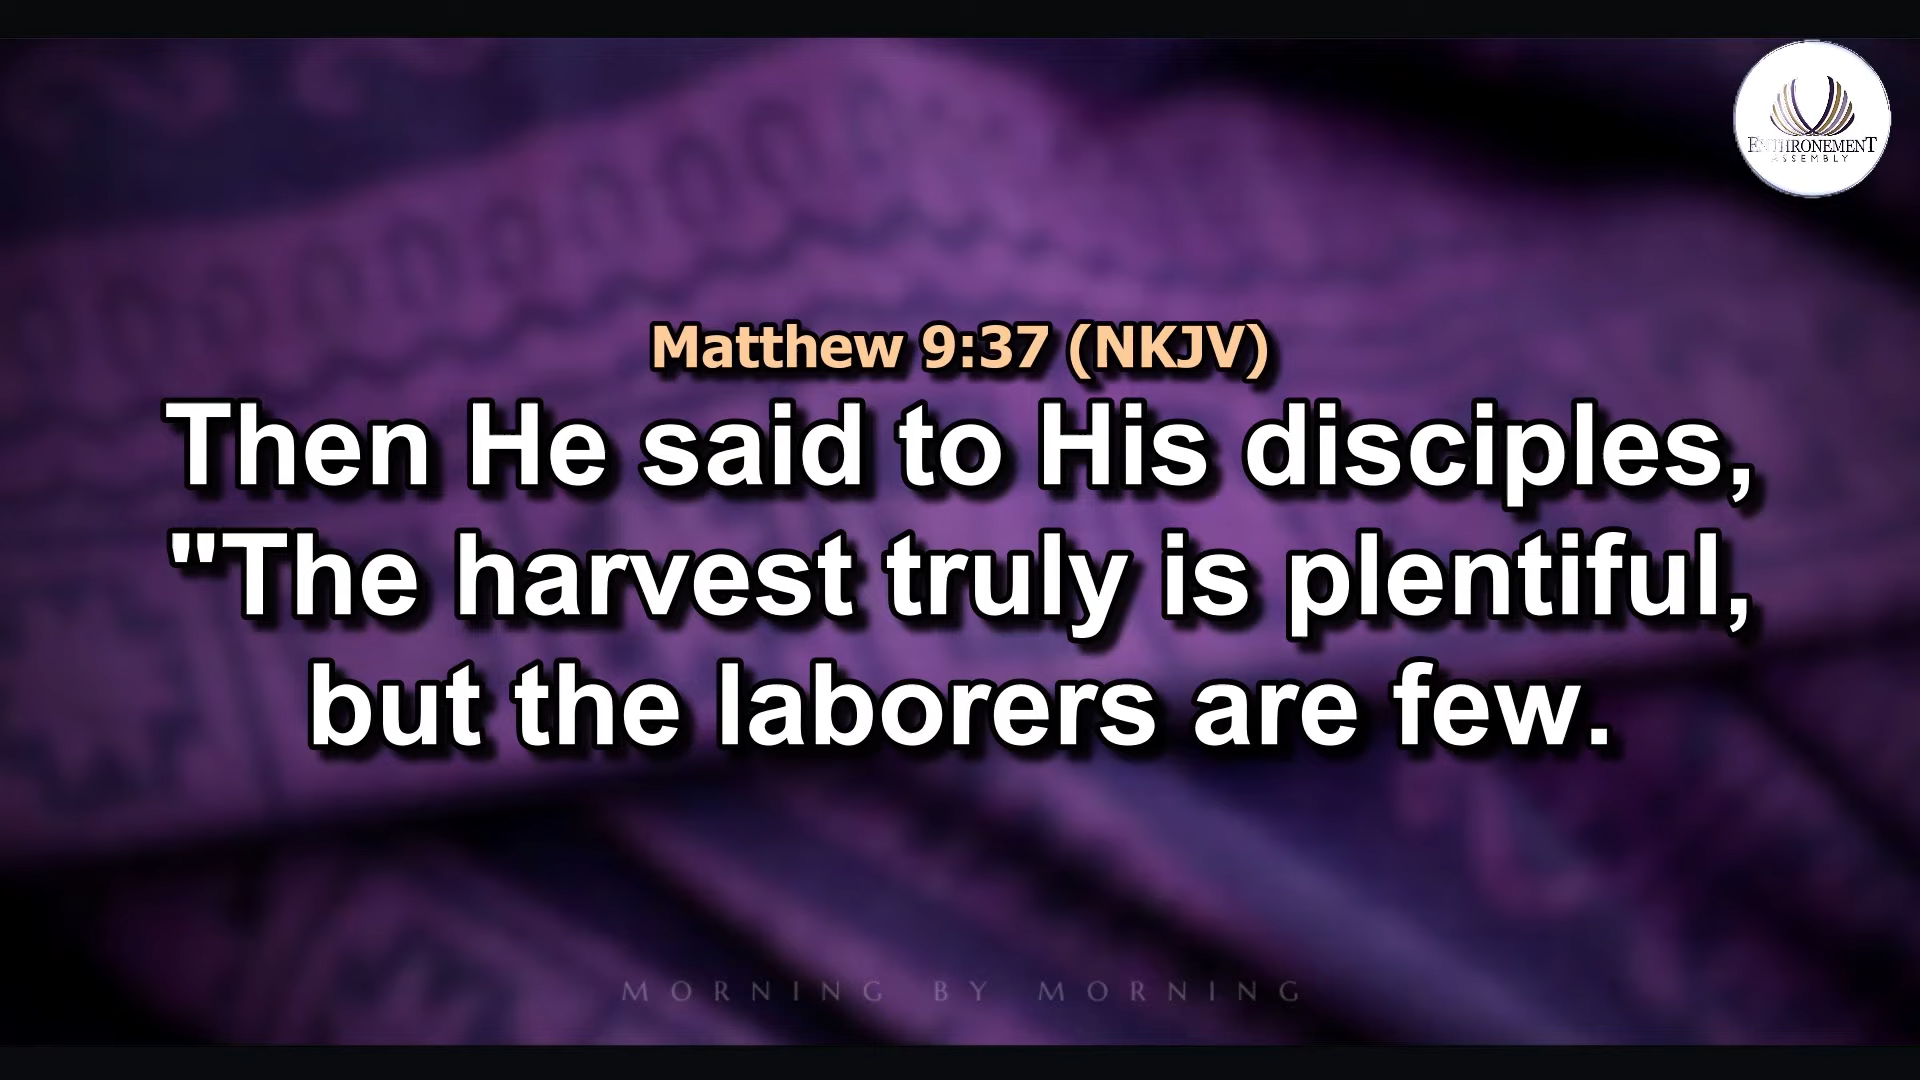 ENTHRONEMENT
ASSEMBLY
Matthew 9:37 (NKJV)
Then He said to His disciples,
"The harvest truly is plentiful,
but the laborers are few.
MORNING BY MORNING